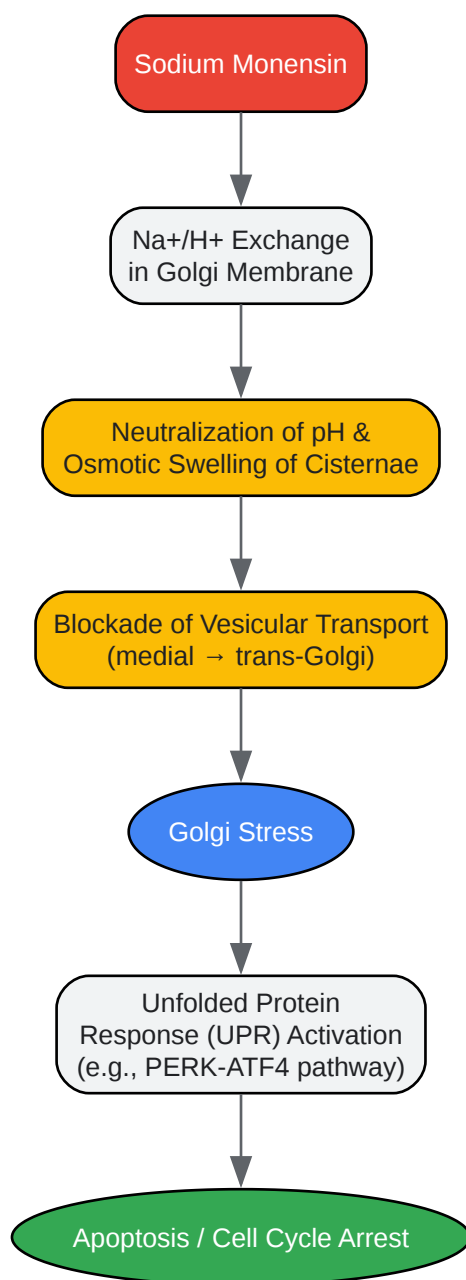 Sodium Monensin
Na+/H+ Exchange
in Golgi Membrane
Neutralization of pH &
Osmotic Swelling of Cisternae
Blockade of Vesicular Transport
(medial → trans-Golgi)
Golgi Stress
Unfolded Protein
Response (UPR) Activation
(e.g., PERK-ATF4 pathway)
Apoptosis / Cell Cycle Arrest